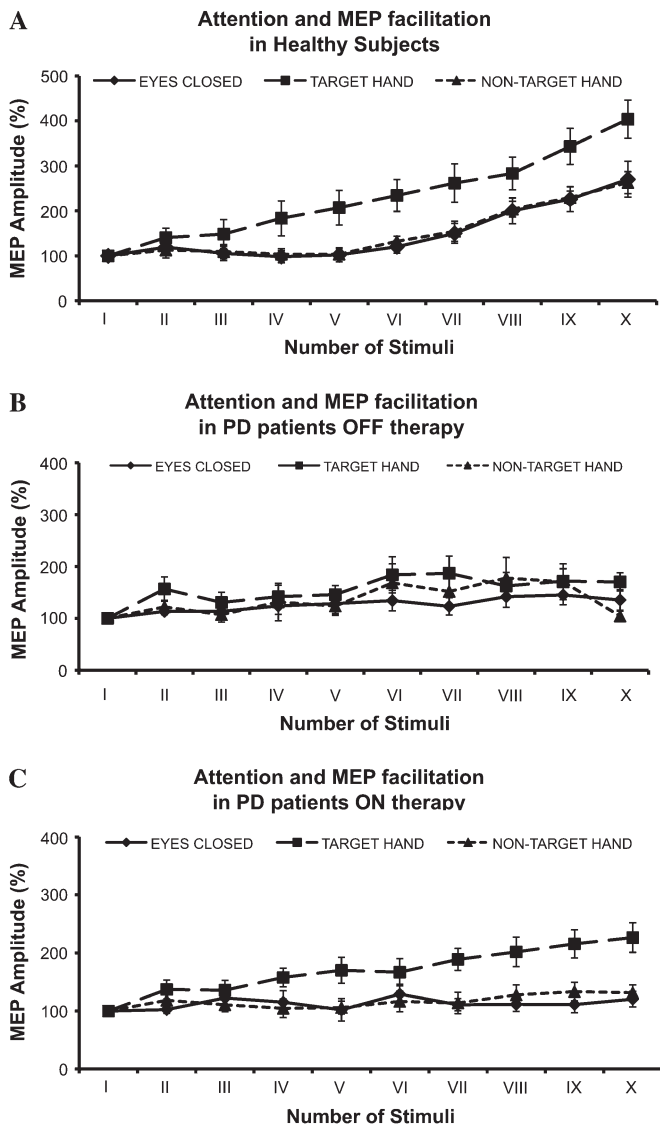 A
Attention and MEP facilitation
in Healthy Subjects
EYES CLOSED TARGET HAND NON-TARGET HAND
MEP Amplitude (%)
500
400
300
200
100
0
I II III IV V VI VII VIII IX X
Number of Stimuli
B
Attention and MEP facilitation
in PD patients OFF therapy
EYES CLOSED TARGET HAND NON-TARGET HAND
MEP Amplitude (%)
400
300
200
100
0
I II III IV V VI VII VIII IX X
Number of Stimuli
C
Attention and MEP facilitation
in PD patients ON therapy
EYES CLOSED TARGET HAND NON-TARGET HAND
MEP Amplitude (%)
400
300
200
100
0
I II III IV V VI VII VIII IX X
Number of Stimuli